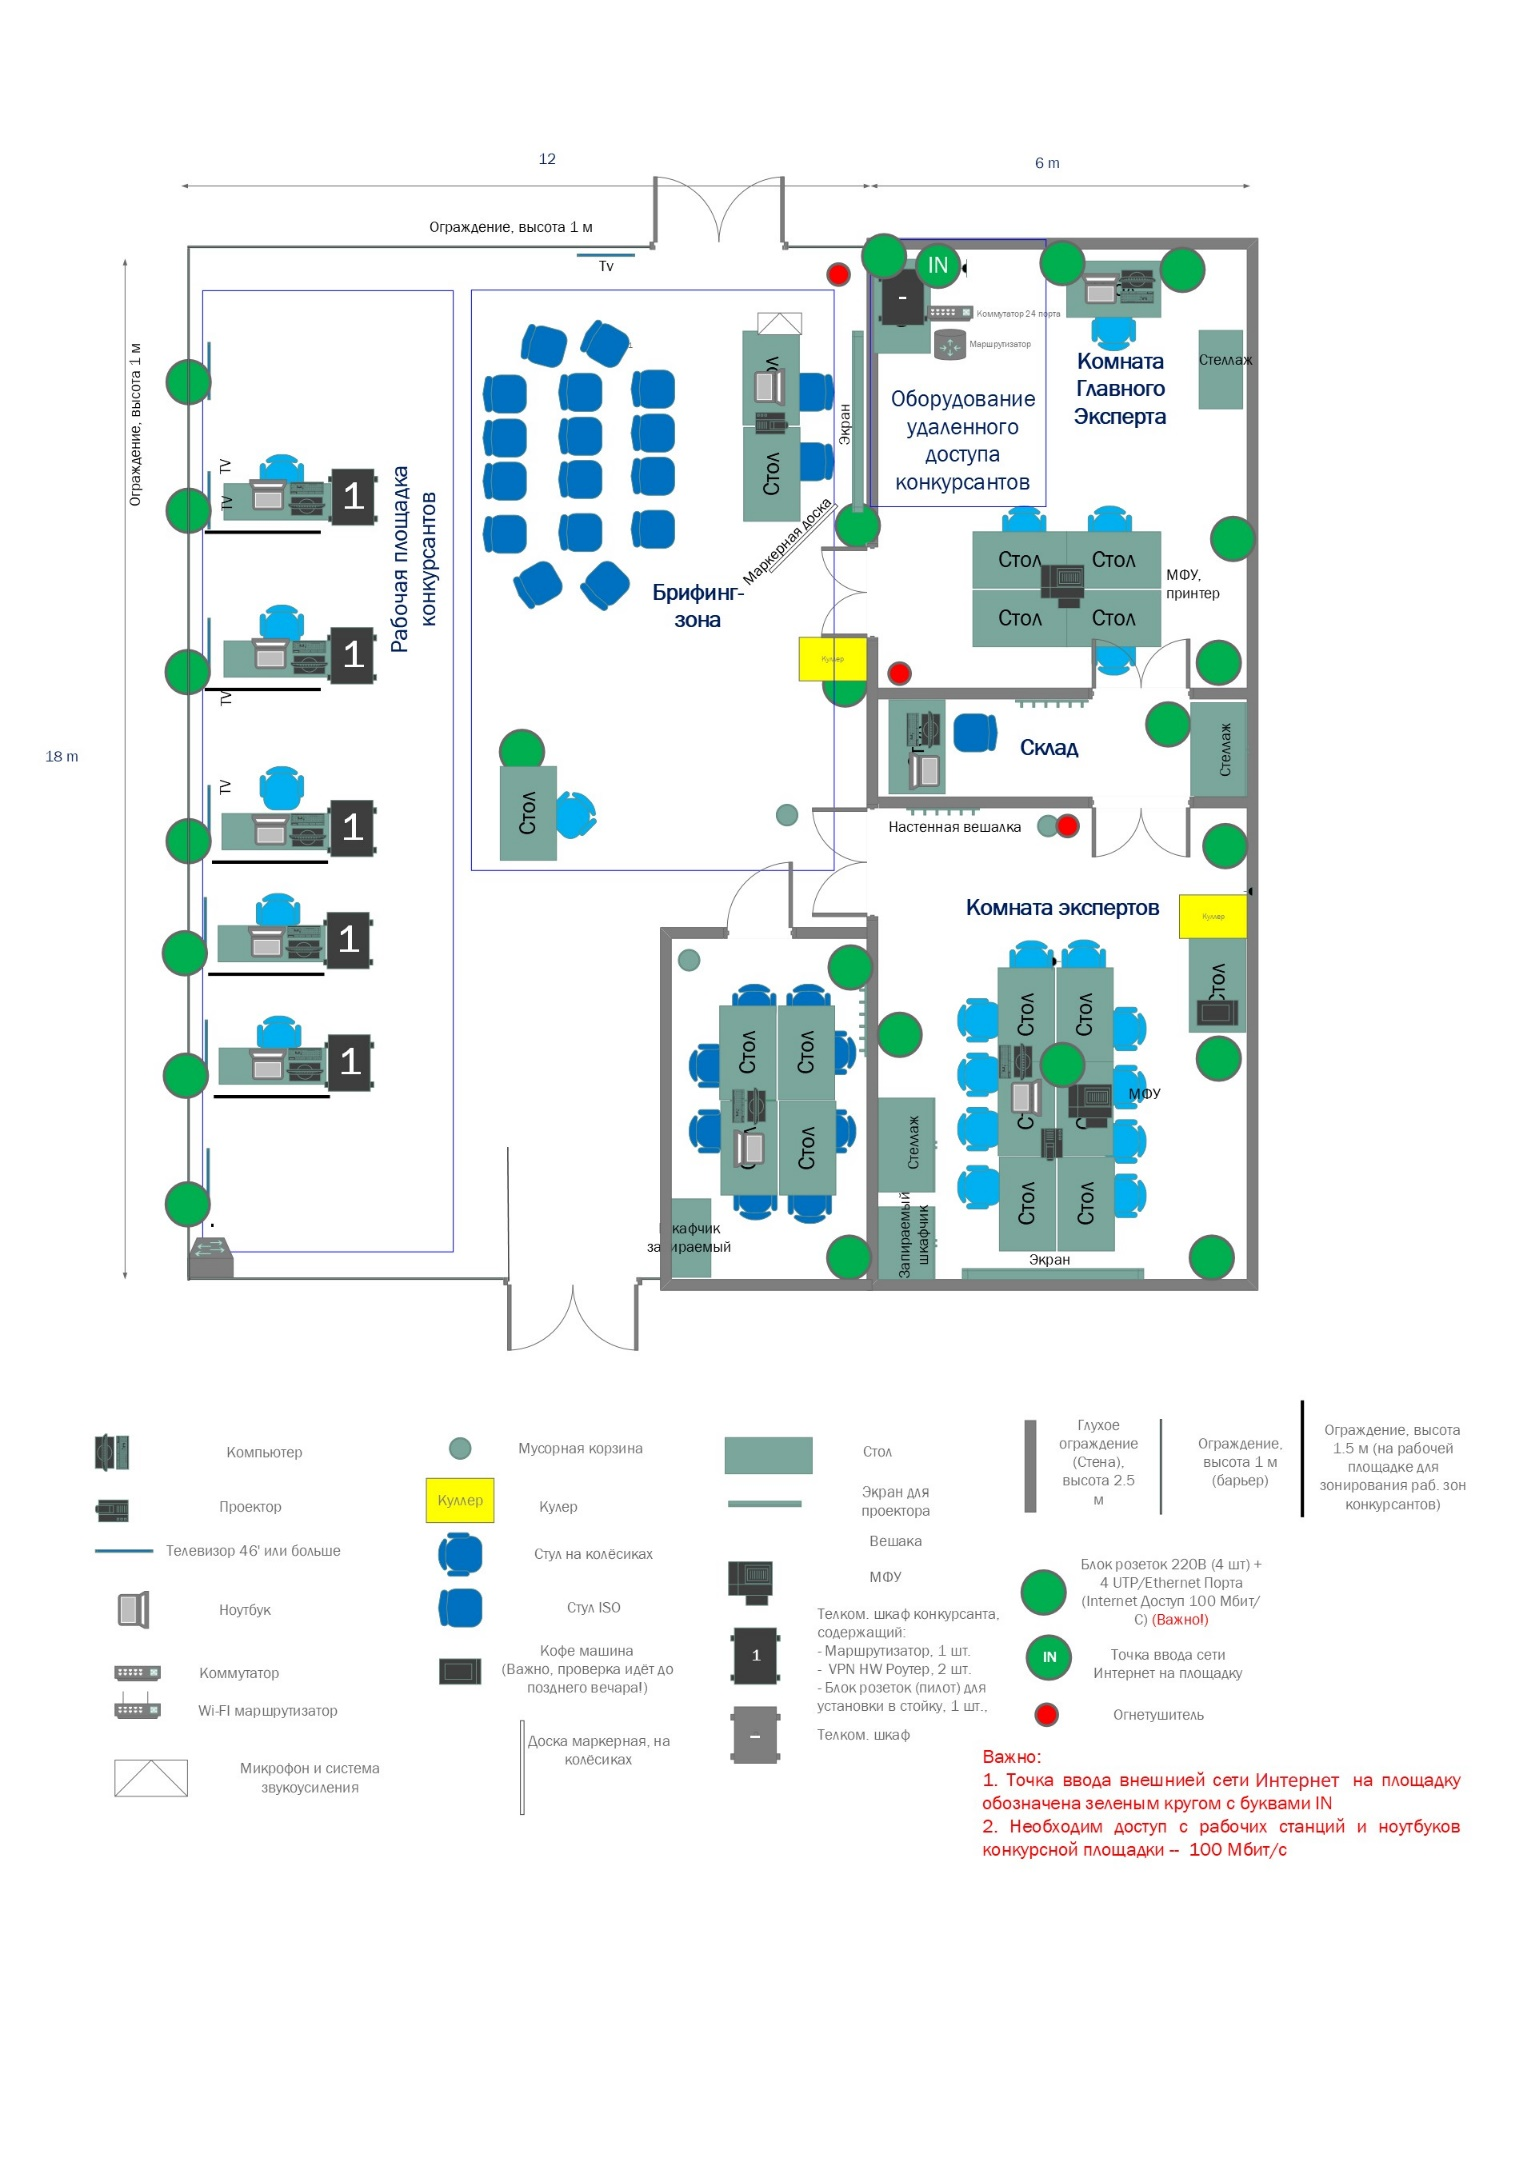 12
6 m
Ограждение, высота 1 м
Tv
IN
-
Коммутатор 24 порта
Маршрутизатор
Стеллаж
Комната
Главного
Эксперта
Ограждение, высота 1 м
Оборудование
удаленного
доступа
конкурсантов
Экран
Стол
TV
TV
1
Рабочая площадка
конкурсантов
Маркерная доска
Брифинг-
зона
Стол
Стол
Стол
Стол
МФУ,
принтер
1
TV
Куллер
18 m
Склад
Стеллаж
TV
1
Стол
Настенная вешалка
Комната экспертов
Куллер
1
Стол
Стол
Стол
Стол
Стол
1
МФУ
Стол
Стеллаж
Стол
Стол
Запираемый
шкафчик
шкафчик
запираемый
Экран
Компьютер
Проектор
Телевизор 46' или больше
Ноутбук
Коммутатор
Wi-FI маршрутизатор
Микрофон и система
звукоусиления
Мусорная корзина
Куллер
Кулер
Стул на колёсиках
Стул ISO
Кофе машина
(Важно, проверка идёт до
позднего вечера!)
Доска маркерная, на
колёсиках
Стол
Экран для
проектора
Вешака
МФУ
1
Телком. шкаф конкурсанта,
содержащий:
- Маршрутизатор, 1 шт.
- VPN HW Роутер, 2 шт.
- Блок розеток (пилот) для
установки в стойку, 1 шт.,
-
Телком. шкаф
Глухое
ограждение
(Стена),
высота 2.5
м
Ограждение,
высота 1 м
(барьер)
Ограждение, высота
1.5 м (на рабочей
площадке для
зонирования раб. зон
конкурсантов)
Блок розеток 220В (4 шт) +
4 UTP/Ethernet Порта
(Internet Доступ 100 Мбит/
С) (Важно!)
IN
Точка ввода сети
Интернет на площадку
Огнетушитель
Важно:
1. Точка ввода внешнией сети Интернет на площадку
обозначена зеленым кругом с буквами IN
2. Необходим доступ с рабочих станций и ноутбуков
конкурсной площадки -- 100 Мбит/с